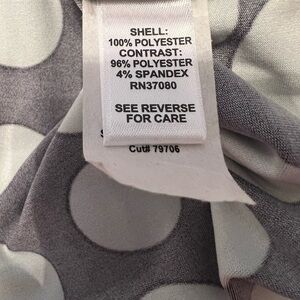 SHELL:
100% POLYESTER
CONTRAST:
96% POLYESTER
4% SPANDEX
RN37080
SEE REVERSE
FOR CARE
Cut# 79706